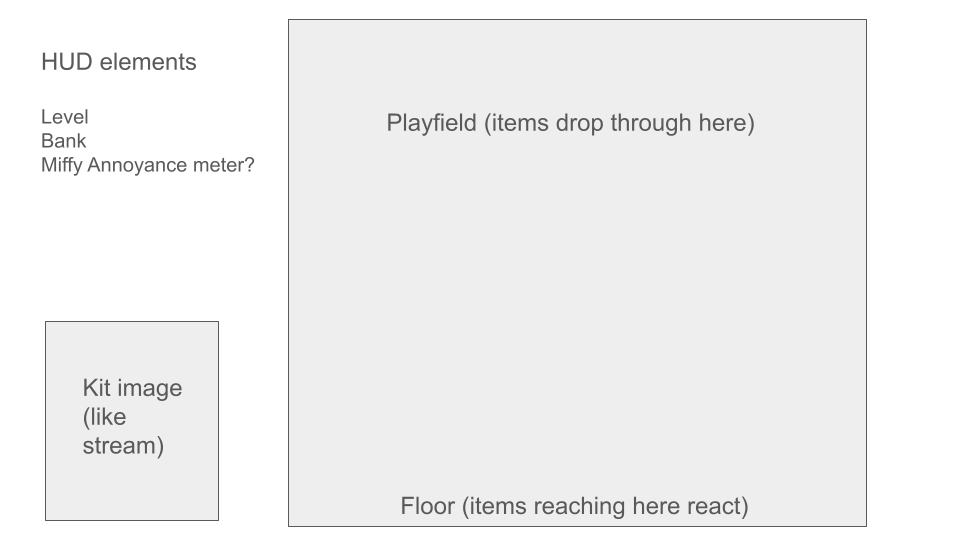 HUD elements
Level
Bank
Miffy Annoyance meter?
Playfield (items drop through here)
Kit image
(like
stream)
Floor (items reaching here react)